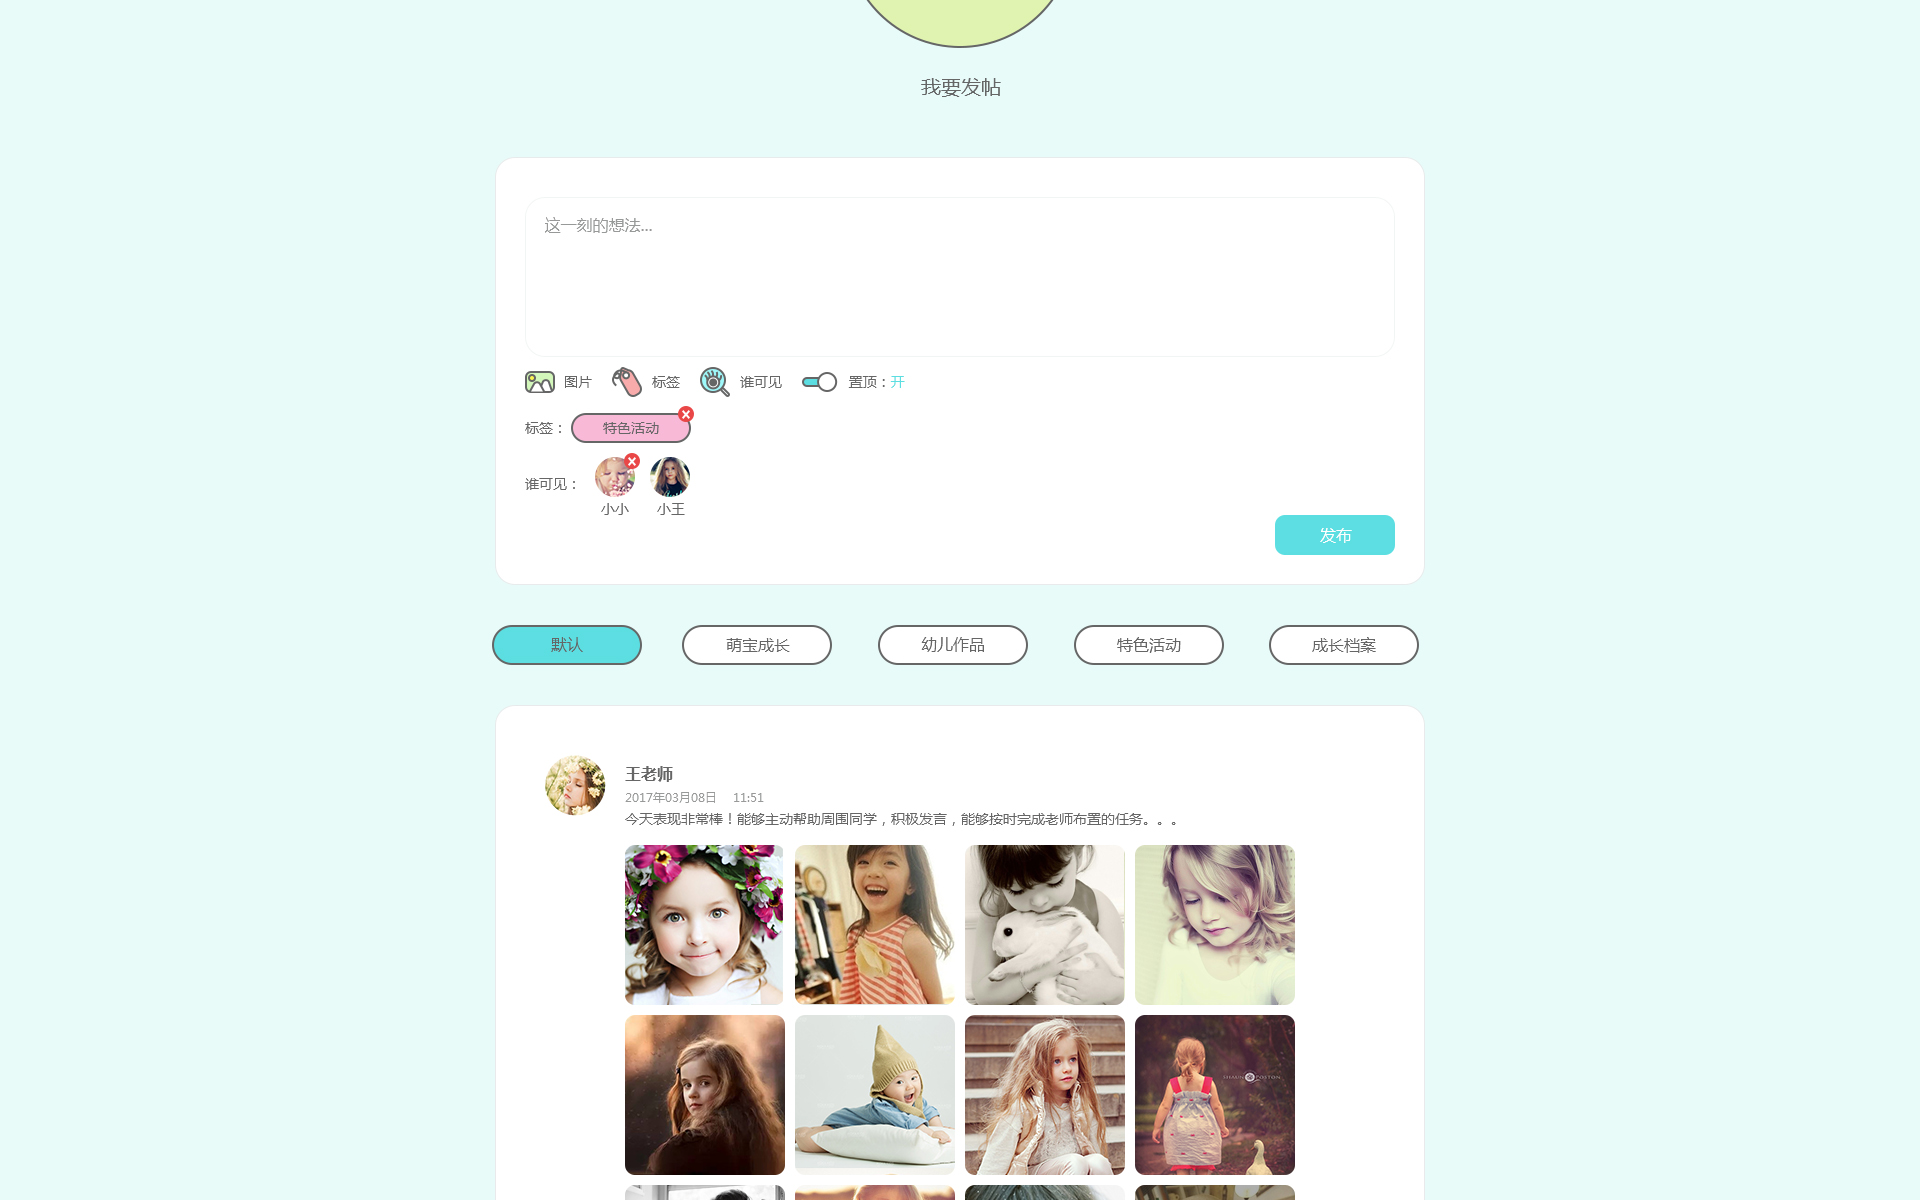 我要发帖
这一刻的想法...
图片 标签 谁可见 置顶：开
标签： 特色活动
谁可见： 小小 小王
发布
默认 萌宝成长 幼儿作品 特色活动 成长档案
王老师
2017年03月08日 11:51
今天表现非常棒！能够主动帮助周围同学，积极发言，能够按时完成老师布置的任务。。。